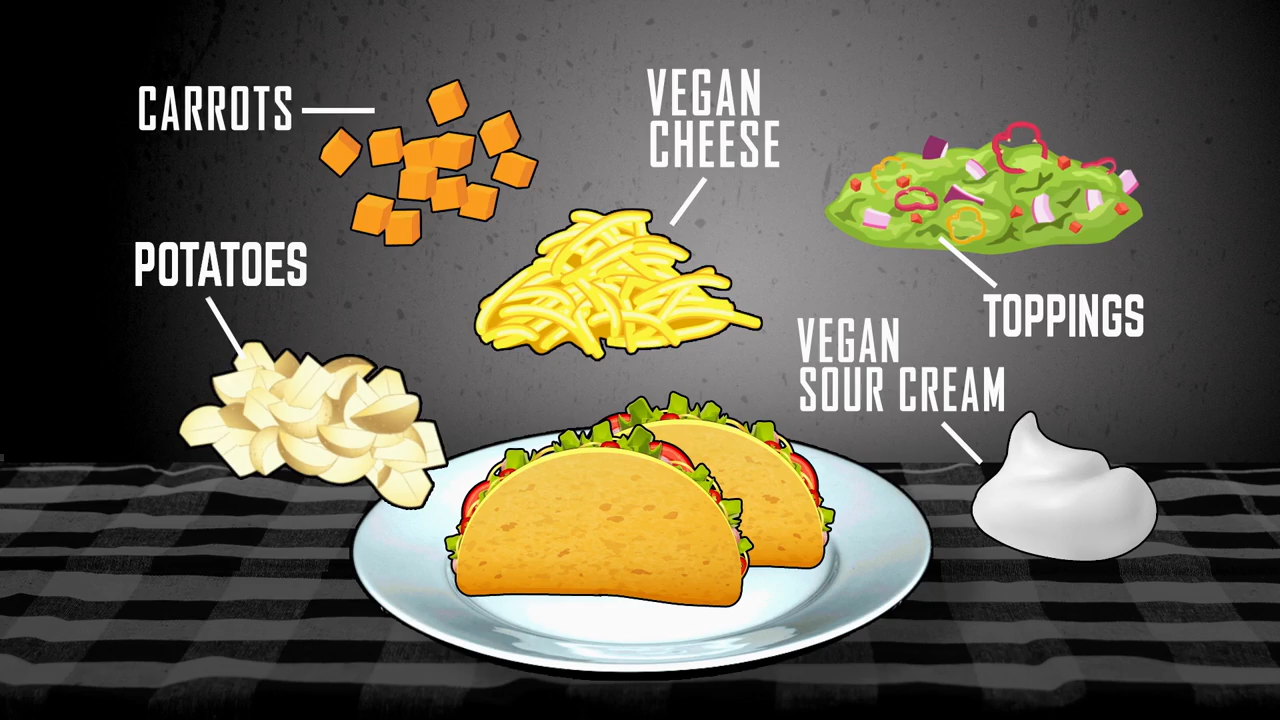 CARROTS
VEGAN
CHEESE
POTATOES
TOPPINGS
VEGAN
SOUR CREAM